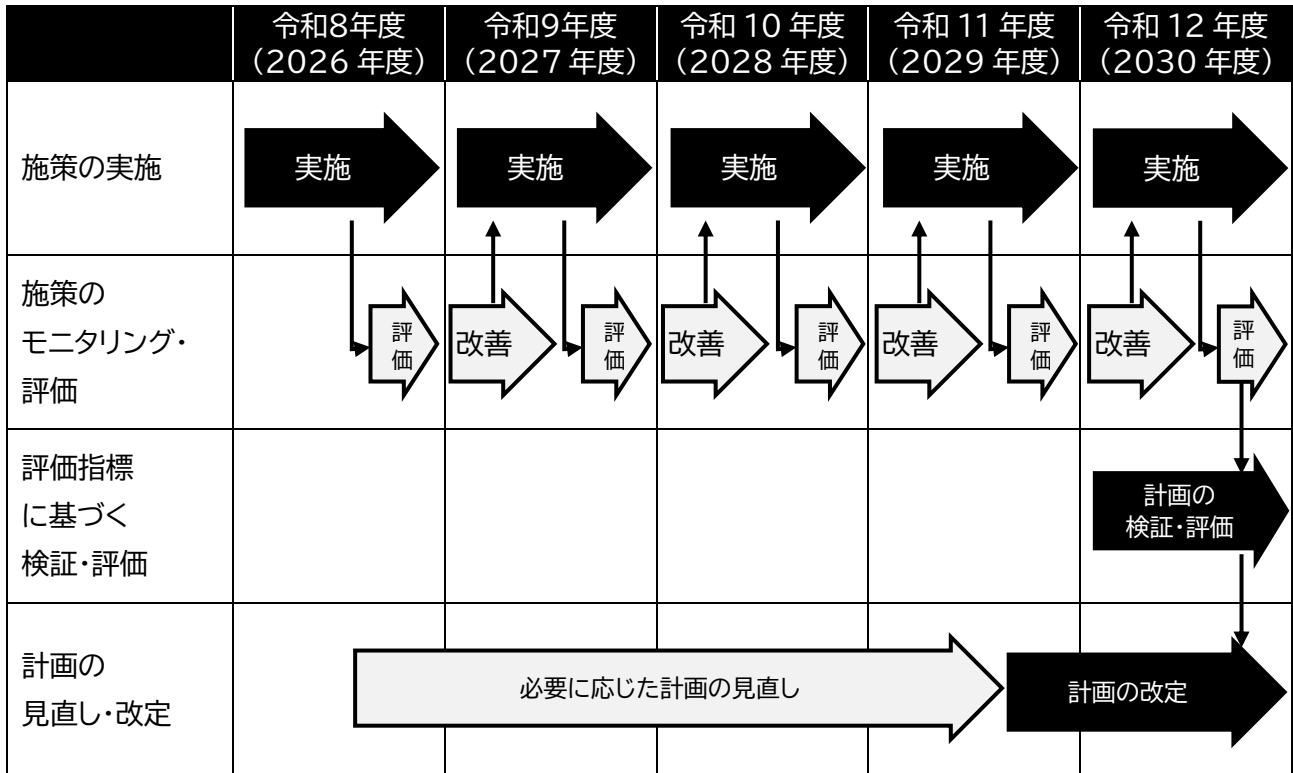 令和8年度
（2026 年度）
令和9年度
（2027 年度）
令和 10 年度
（2028 年度）
令和 11 年度
（2029 年度）
令和 12 年度
（2030 年度）
施策の実施
実施
実施
実施
実施
実施
施策の
モニタリング・
評価
評
価
改善
評
価
改善
評
価
改善
評
価
改善
評
価
評価指標
に基づく
検証・評価
計画の
検証・評価
計画の
見直し・改定
必要に応じた計画の見直し
計画の改定